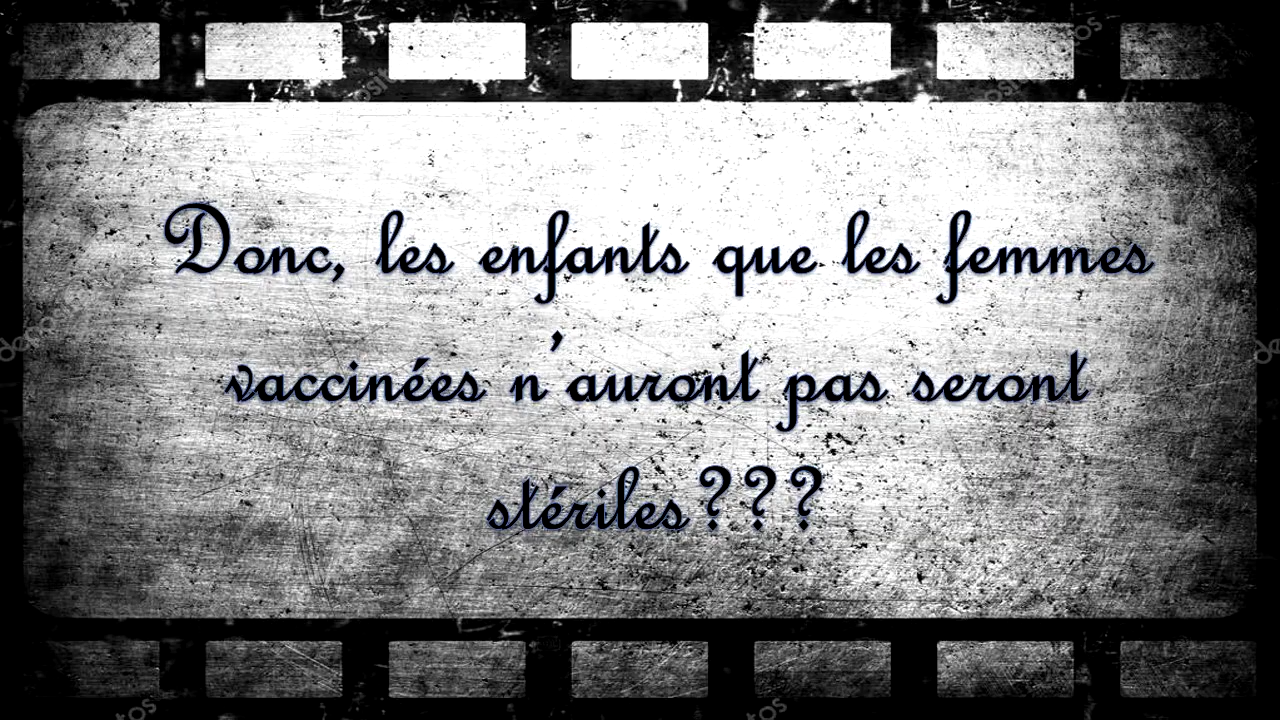 Donc, les enfants que les femmes
vaccinées n'auront pas seront
stériles???